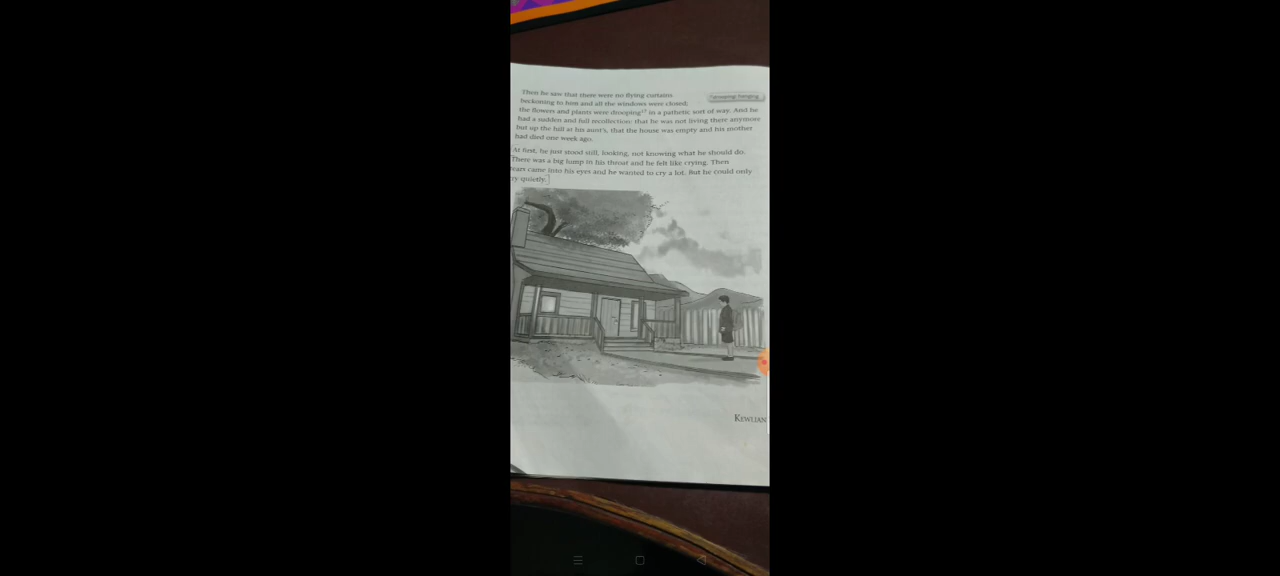 Then he saw that there were no flying curtains
beckoning to him and all the windows were closed;
the flowers and plants were drooping¹⁷ in a pathetic sort of way. And he
had a sudden and full recollection: that he was not living there anymore
but up the hill at his aunt's, that the house was empty and his mother
had died one week ago.
At first, he just stood still, looking, not knowing what he should do.
There was a big lump in his throat and he felt like crying. Then
tears came into his eyes and he wanted to cry a lot. But he could only
ry quietly.
KEWLIAN